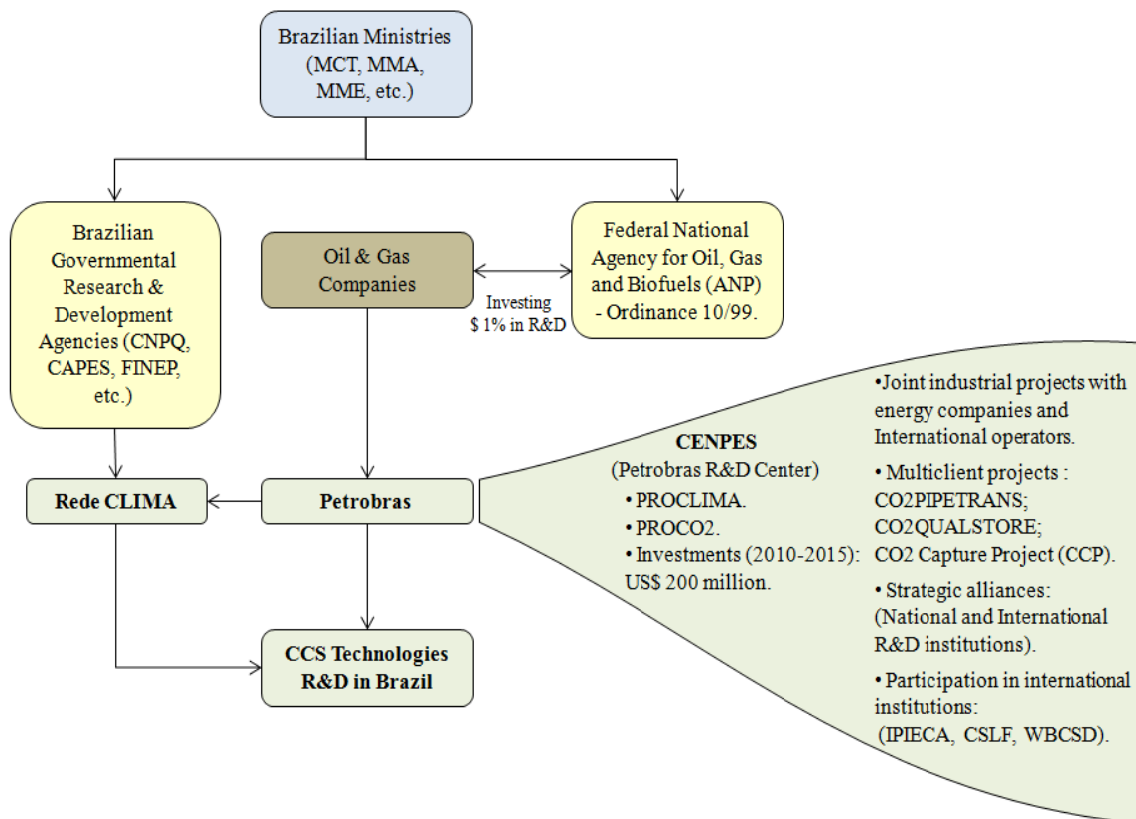 Brazilian Ministries
(MCT, MMA,
MME, etc.)
Brazilian
Governmental
Research &
Development
Agencies (CNPQ,
CAPES, FINEP,
etc.)
Oil & Gas
Companies
Investing
$ 1% in R&D
Federal National
Agency for Oil, Gas
and Biofuels (ANP)
- Ordinance 10/99.
Rede CLIMA
Petrobras
CCS Technologies
R&D in Brazil
CENPES
(Petrobras R&D Center)
• PROCLIMA.
• PROCO2.
• Investments (2010-2015):
US$ 200 million.
•Joint industrial projects with
energy companies and
International operators.
• Multiclient projects :
CO2PIPETRANS;
CO2QUALSTORE;
CO2 Capture Project (CCP).
• Strategic alliances:
(National and International
R&D institutions).
• Participation in international
institutions:
(IPIECA, CSLF, WBCSD).